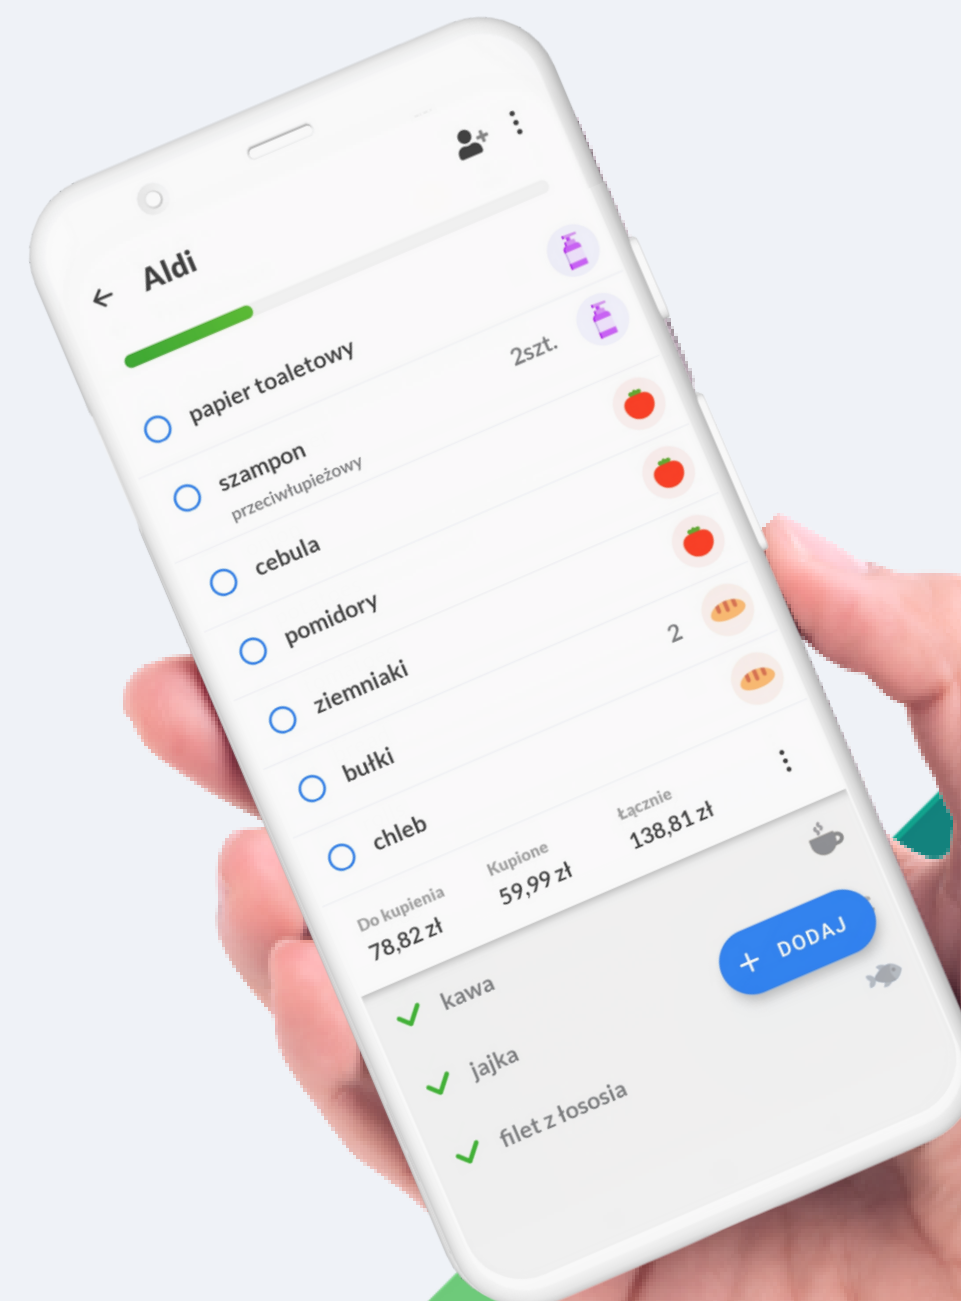 Aldi
papier toaletowy
szampon
2szt.
przeciwłupieżowy
cebula
pomidory
ziemniaki
bułki
2
chleb
Do kupienia
78,82 zł
Kupione
59,99 zł
Łącznie
138,81 zł
kawa
+ DODAJ
jajka
filet z łososia